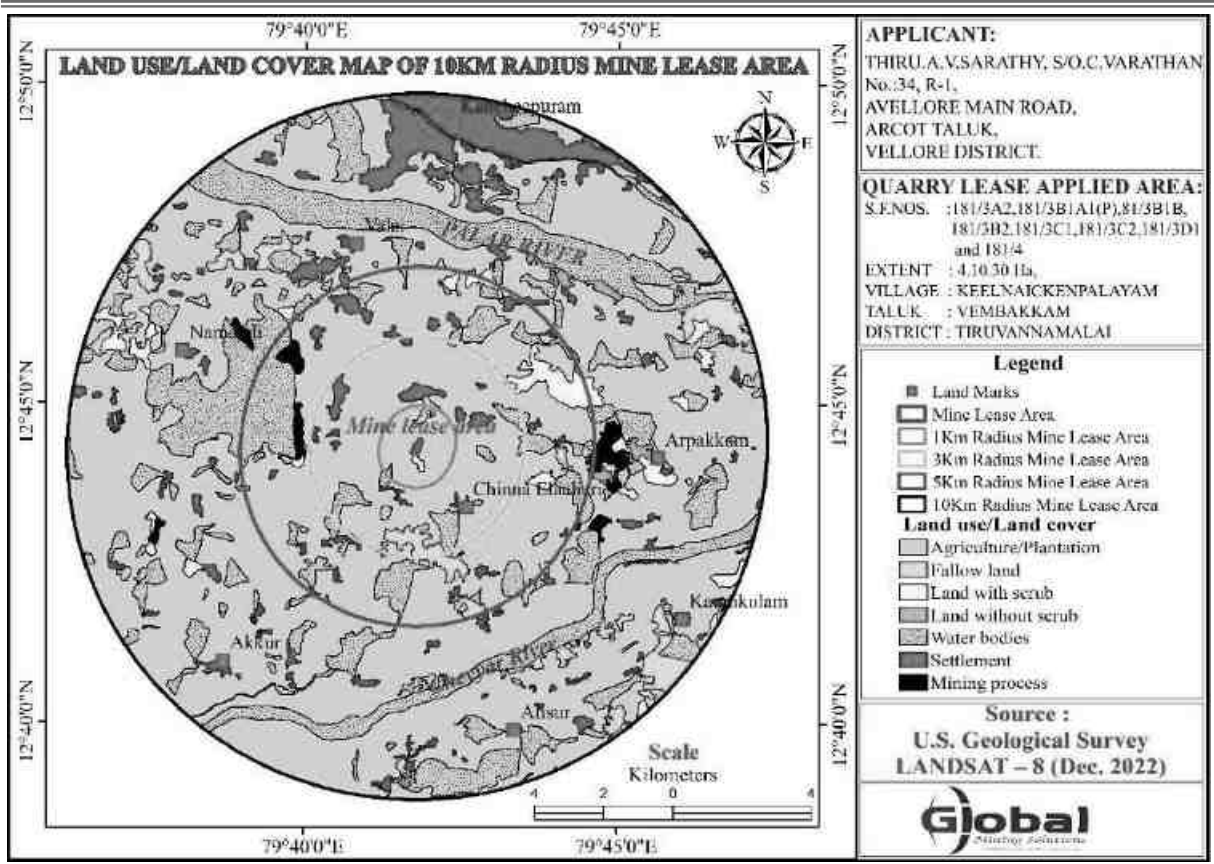 79°40'0"E
79°45'0"E
LAND USE/LAND COVER MAP OF 10KM RADIUS MINE LEASE AREA
12°50'0"N
12°50'0"N
N
W
E
S
PALAR RIVER
12°45'0"N
12°45'0"N
Mine lease area
Arpakkam
Chinna
Akkur
River
12°40'0"N
12°40'0"N
Scale
Kilometers
4 2 0 4
79°40'0"E
79°45'0"E
APPLICANT:
THIRU.A.V.SARATHY, S/O.C.VARATHAN
No.:34, R-1,
AVELLORE MAIN ROAD,
ARCOT TALUK,
VELLORE DISTRICT.
QUARRY LEASE APPLIED AREA:
S.F.NOS. :181/3A2,181/3B1A1(P),81/3B1B,
181/3B2,181/3C1,181/3C2,181/3D1
and 181/4
EXTENT : 4.10.30 Ha,
VILLAGE : KEELNAICKENPALAYAM
TALUK : VEMBAKKAM
DISTRICT : TIRUVANNAMALAI
Legend
Land Marks
Mine Lease Area
1Km Radius Mine Lease Area
3Km Radius Mine Lease Area
5Km Radius Mine Lease Area
10Km Radius Mine Lease Area
Land use/Land cover
Agriculture/Plantation
Fallow land
Land with scrub
Land without scrub
Water bodies
Settlement
Mining process
Source :
U.S. Geological Survey
LANDSAT – 8 (Dec, 2022)
Global
Mining Solutions